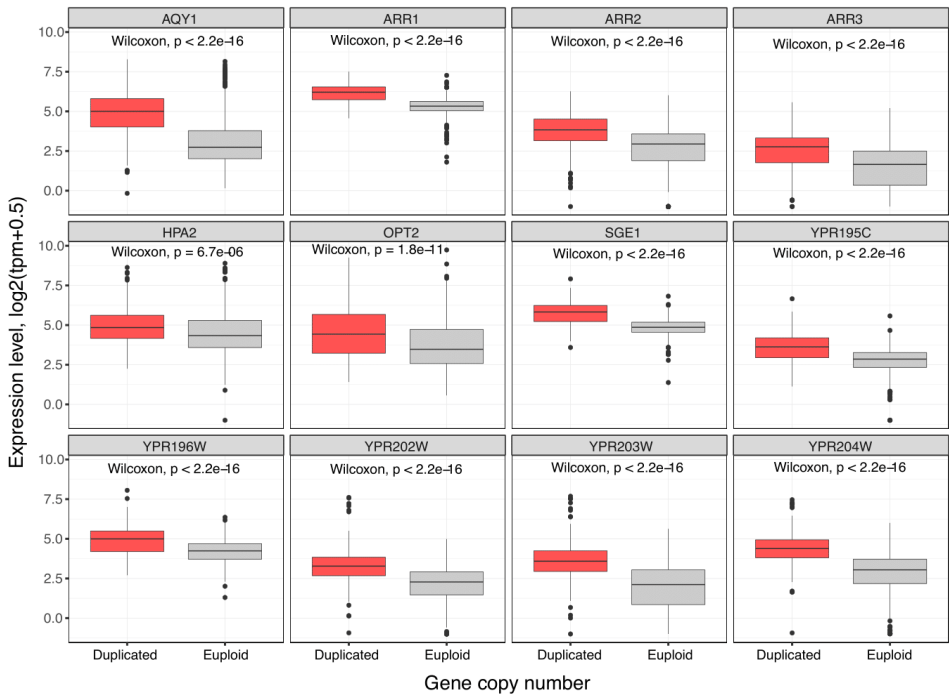 AQY1 ARR1 ARR2 ARR3
10.0
Wilcoxon, p < 2.2e-16 Wilcoxon, p < 2.2e-16 Wilcoxon, p < 2.2e-16 Wilcoxon, p < 2.2e-16
7.5
5.0
2.5
0.0
HPA2 OPT2 SGE1 YPR195C
10.0
Wilcoxon, p = 6.7e-06 Wilcoxon, p = 1.8e-11 Wilcoxon, p < 2.2e-16 Wilcoxon, p < 2.2e-16
7.5
5.0
2.5
0.0
YPR196W YPR202W YPR203W YPR204W
10.0
Wilcoxon, p < 2.2e-16 Wilcoxon, p < 2.2e-16 Wilcoxon, p < 2.2e-16 Wilcoxon, p < 2.2e-16
7.5
5.0
2.5
0.0
Duplicated Euploid Duplicated Euploid Duplicated Euploid Duplicated Euploid
Gene copy number
Expression level, log2(tpm+0.5)